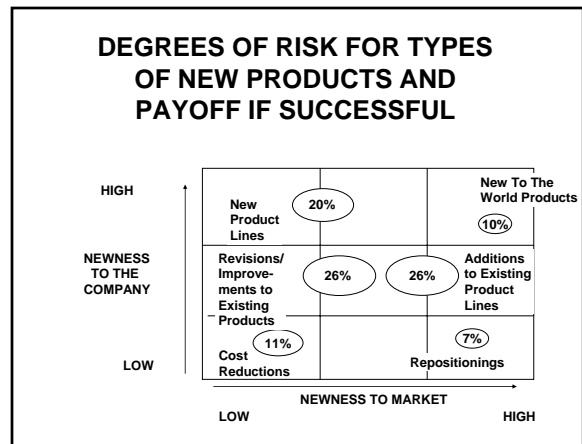 DEGREES OF RISK FOR TYPES
OF NEW PRODUCTS AND
PAYOFF IF SUCCESSFUL
HIGH
NEWNESS
TO THE
COMPANY
LOW
New
Product
Lines
20%
New To The
World Products
10%
Revisions/
Improve-
ments to
Existing
Products
26%
26%
Additions
to Existing
Product
Lines
11%
Cost
Reductions
7%
Repositionings
NEWNESS TO MARKET
LOW
HIGH